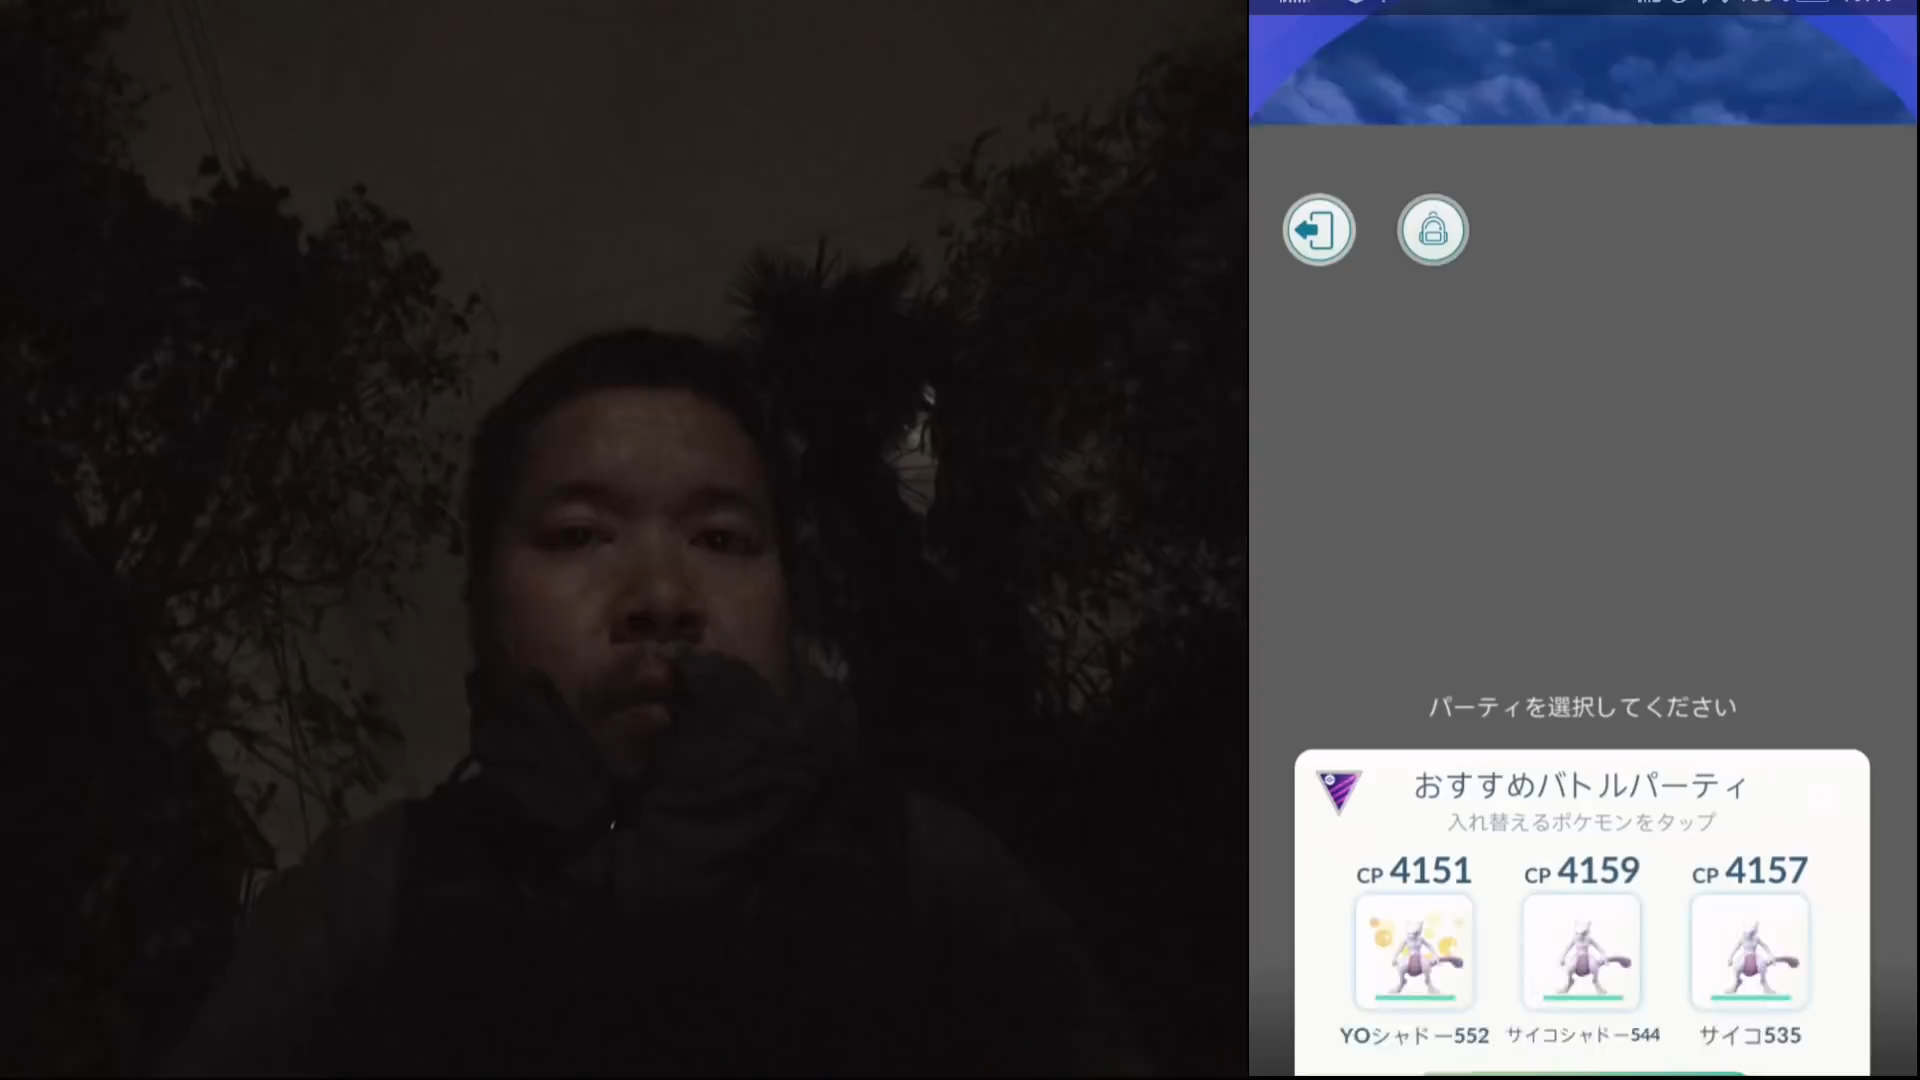 パーティを選択してください
おすすめバトルパーティ
入れ替えるポケモンをタップ
CP 4151 CP 4159 CP 4157
YOシャドー552 サイコシャドー544 サイコ535